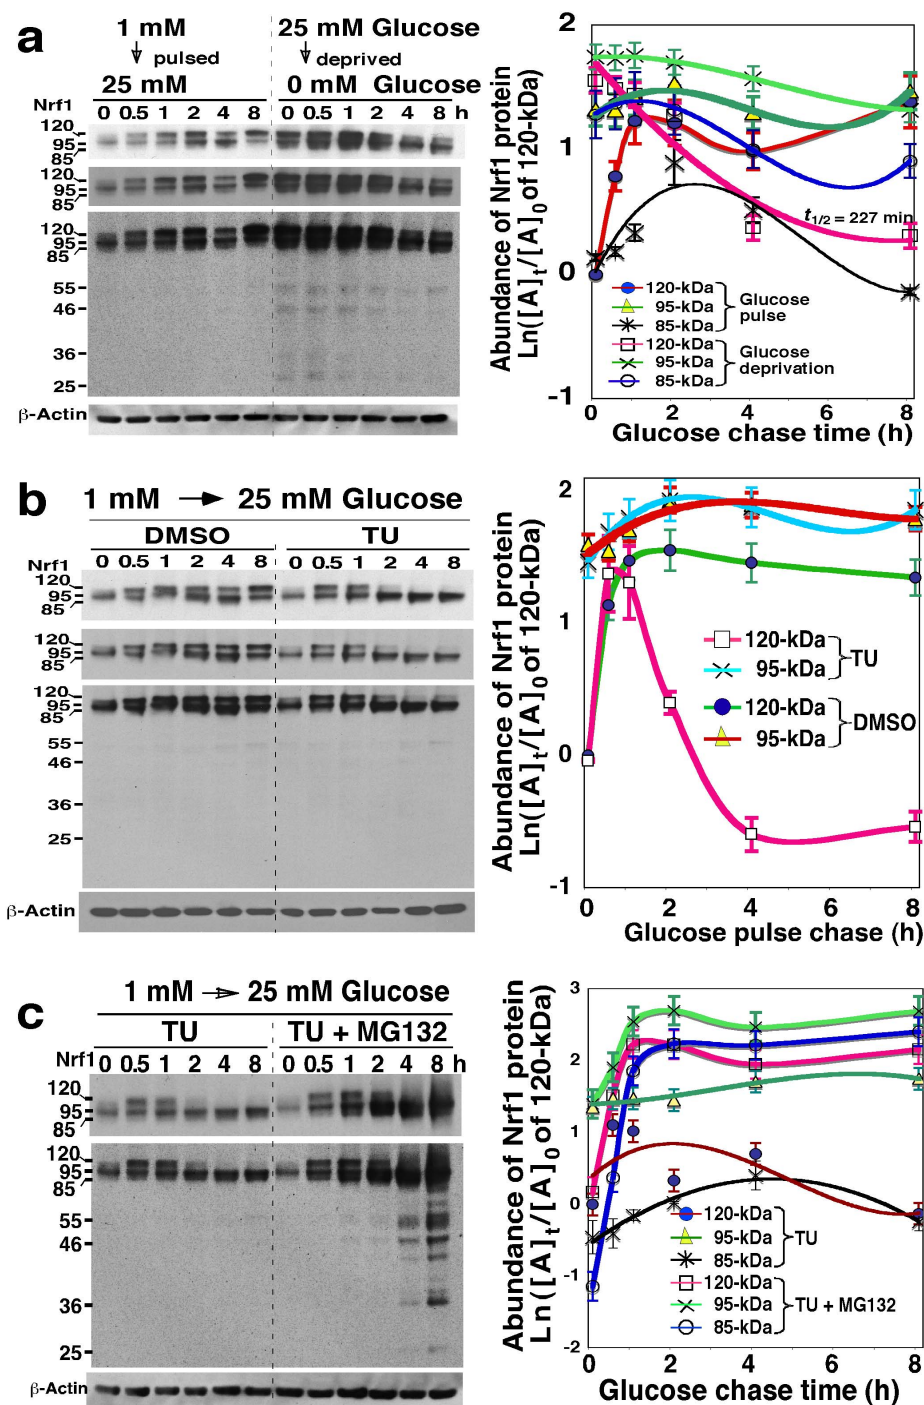 a
1 mM
pulsed
25 mM
25 mM Glucose
deprived
0 mM Glucose
Nrf1
0 0.5 1 2 4 8 0 0.5 1 2 4 8 h
120
95
85
120
95
85
120
95
85
55
46
36
25
β-Actin
Abundance of Nrf1 protein
Ln([A]t/[A]0 of 120-kDa)
2
1
0
-1
t1/2 = 227 min
120-kDa
95-kDa
85-kDa
Glucose
pulse
120-kDa
95-kDa
85-kDa
Glucose
deprivation
0 2 4 6 8
Glucose chase time (h)
b
1 mM 25 mM Glucose
DMSO TU
Nrf1
0 0.5 1 2 4 8 0 0.5 1 2 4 8
120
95
85
120
95
85
120
95
85
55
46
36
25
β-Actin
Abundance of Nrf1 protein
Ln([A]t/[A]0 of 120-kDa)
2
1
0
-1
120-kDa
95-kDa
TU
120-kDa
95-kDa
DMSO
0 2 4 6 8
Glucose pulse chase (h)
c
1 mM 25 mM Glucose
TU TU + MG132
Nrf1
0 0.5 1 2 4 8 0 0.5 1 2 4 8 h
120
95
85
120
95
85
55
46
36
25
β-Actin
Abundance of Nrf1 protein
Ln([A]t/[A]0 of 120-kDa)
3
2
1
0
-1
-2
120-kDa
95-kDa
85-kDa
TU
120-kDa
95-kDa
85-kDa
TU + MG132
0 2 4 6 8
Glucose chase time (h)